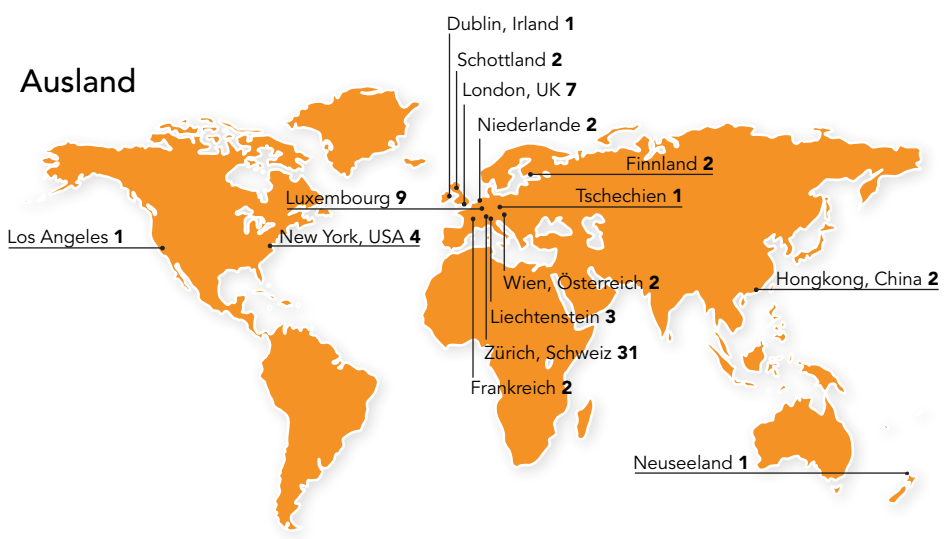 Dublin, Irland 1
Schottland 2
Ausland
London, UK 7
Niederlande 2
Finnland 2
Luxembourg 9
Tschechien 1
Los Angeles 1
New York, USA 4
Wien, Österreich 2
Hongkong, China 2
Liechtenstein 3
Zürich, Schweiz 31
Frankreich 2
Neuseeland 1